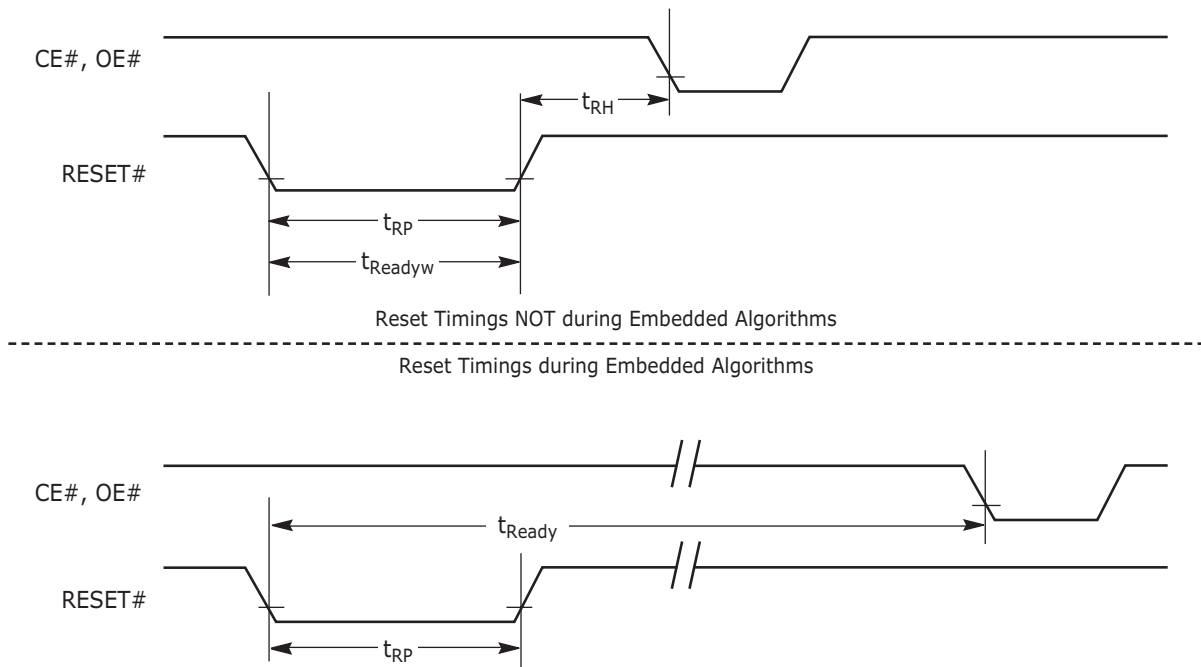 CE#, OE#
tRH
RESET#
tRP
tReadyw
Reset Timings NOT during Embedded Algorithms
Reset Timings during Embedded Algorithms
CE#, OE#
tReady
RESET#
tRP